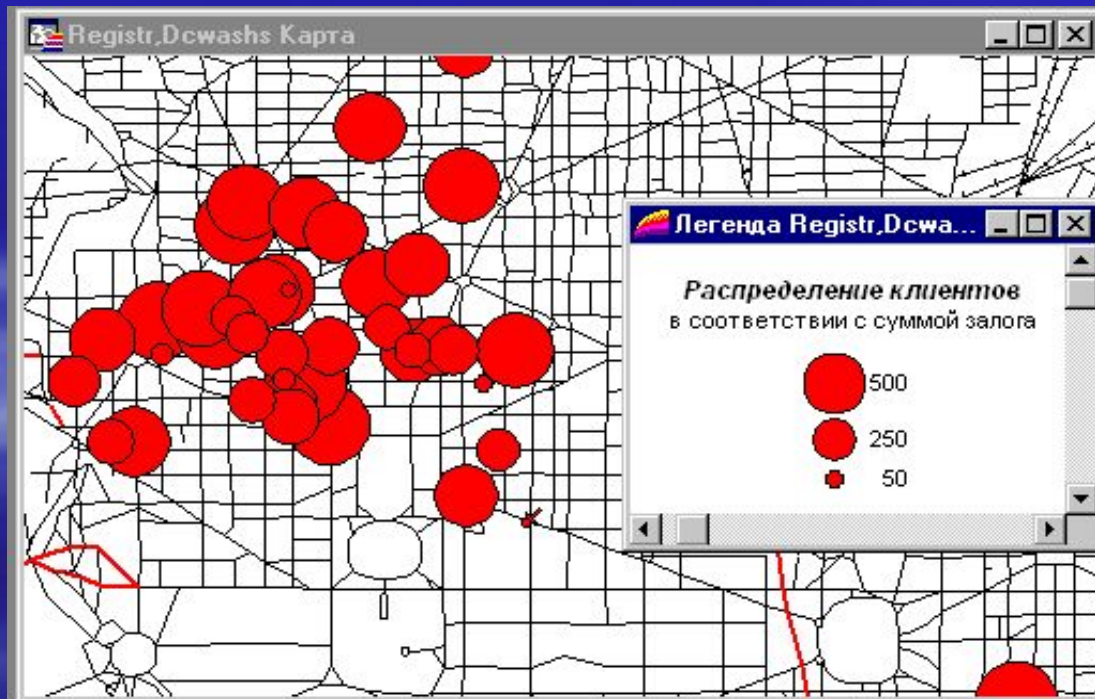 Registr,Dcwashs Карта
Легенда Registr,Dcwa...
Распределение клиентов
в соответствии с суммой залога
500
250
50